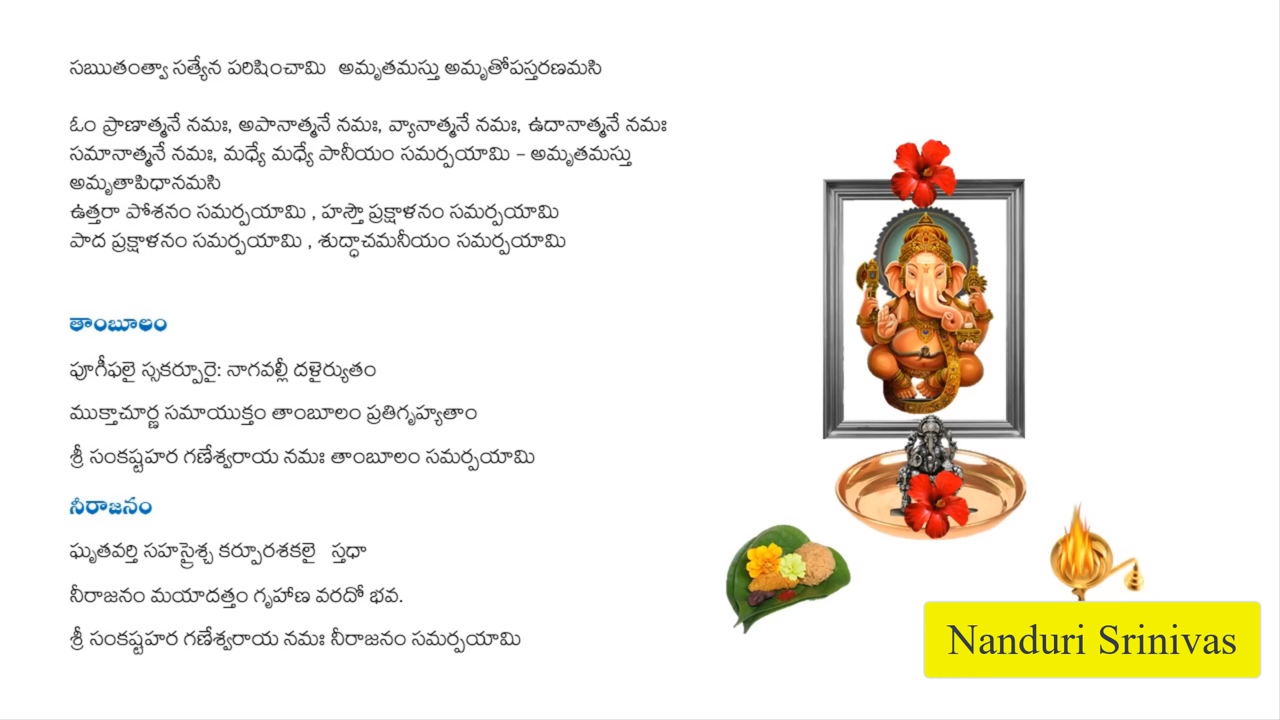 సఋతంత్వా సత్యేన పరిషించామి అమృతమస్తు అమృతోపస్తరణమసి
ఓం ప్రాణాత్మనే నమః, అపానాత్మనే నమః, వ్యానాత్మనే నమః, ఉదానాత్మనే నమః
సమానాత్మనే నమః, మధ్యే మధ్యే పానీయం సమర్పయామి – అమృతమస్తు
అమృతాపిధానమసి
ఉత్తరా పోశనం సమర్పయామి , హస్తౌ ప్రక్షాళనం సమర్పయామి
పాద ప్రక్షాళనం సమర్పయామి , శుద్ధాచమనీయం సమర్పయామి
తాంబూలం
పూగీఫలై స్సకర్పూరై: నాగవల్లీ దళైర్యుతం
ముక్తాచూర్ణ సమాయుక్తం తాంబూలం ప్రతిగృహ్యతాం
శ్రీ సంకష్టహర గణేశ్వరాయ నమః తాంబూలం సమర్పయామి
నీరాజనం
ఘృతవర్తి సహస్రైశ్చ కర్పూరశకలై స్తధా
నీరాజనం మయాదత్తం గృహాణ వరదో భవ.
శ్రీ సంకష్టహర గణేశ్వరాయ నమః నీరాజనం సమర్పయామి
Nanduri Srinivas